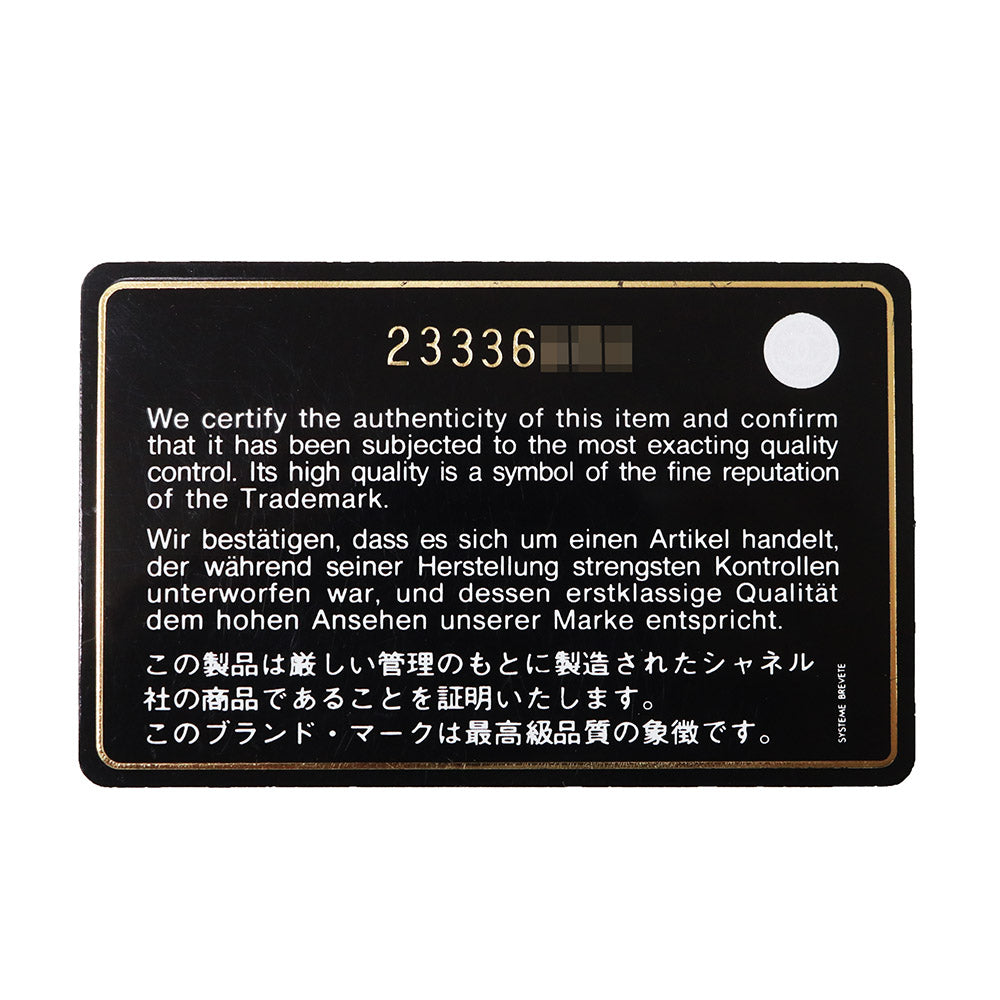 23336
We certify the authenticity of this item and confirm
that it has been subjected to the most exacting quality
control. Its high quality is a symbol of the fine reputation
of the Trademark.
Wir bestätigen, dass es sich um einen Artikel handelt,
der während seiner Herstellung strengsten Kontrollen
unterworfen war, und dessen erstklassige Qualität
dem hohen Ansehen unserer Marke entspricht.
この製品は厳しい管理のもとに製造されたシャネル
社の商品であることを証明いたします。
このブランド・マークは最高級品質の象徴です。
SYSTEME BREVETE